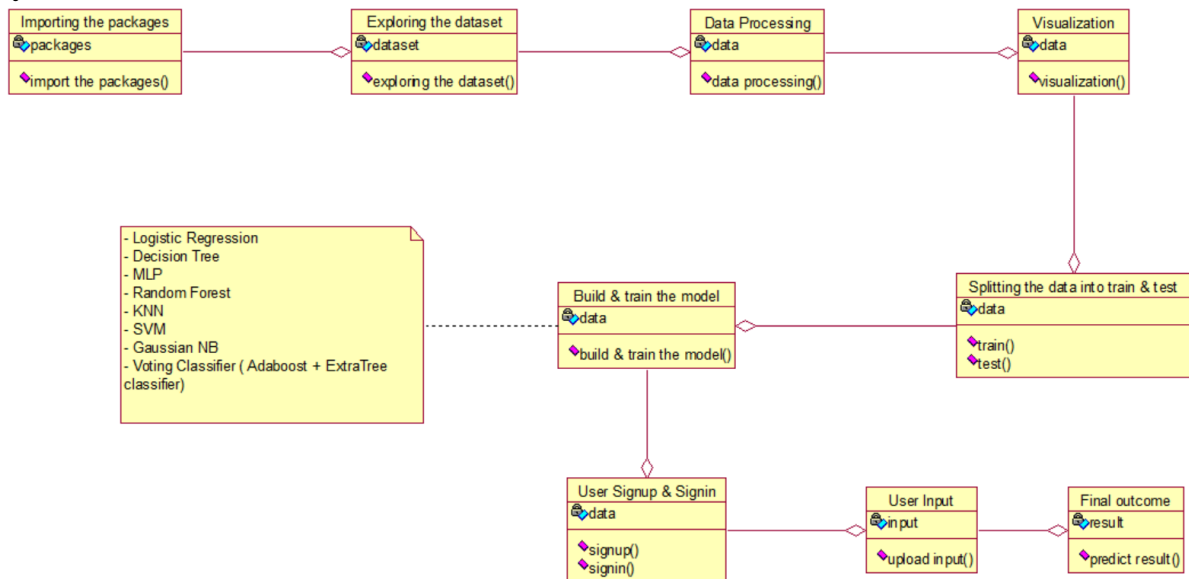 Importing the packages
packages
import the packages()
Exploring the dataset
dataset
exploring the dataset()
Data Processing
data
data processing()
Visualization
data
visualization()
- Logistic Regression
- Decision Tree
- MLP
- Random Forest
- KNN
- SVM
- Gaussian NB
- Voting Classifier ( Adaboost + ExtraTree
classifier)
Build & train the model
data
build & train the model()
Splitting the data into train & test
data
train()
test()
User Signup & Signin
data
signup()
signin()
User Input
input
upload input()
Final outcome
result
predict result()